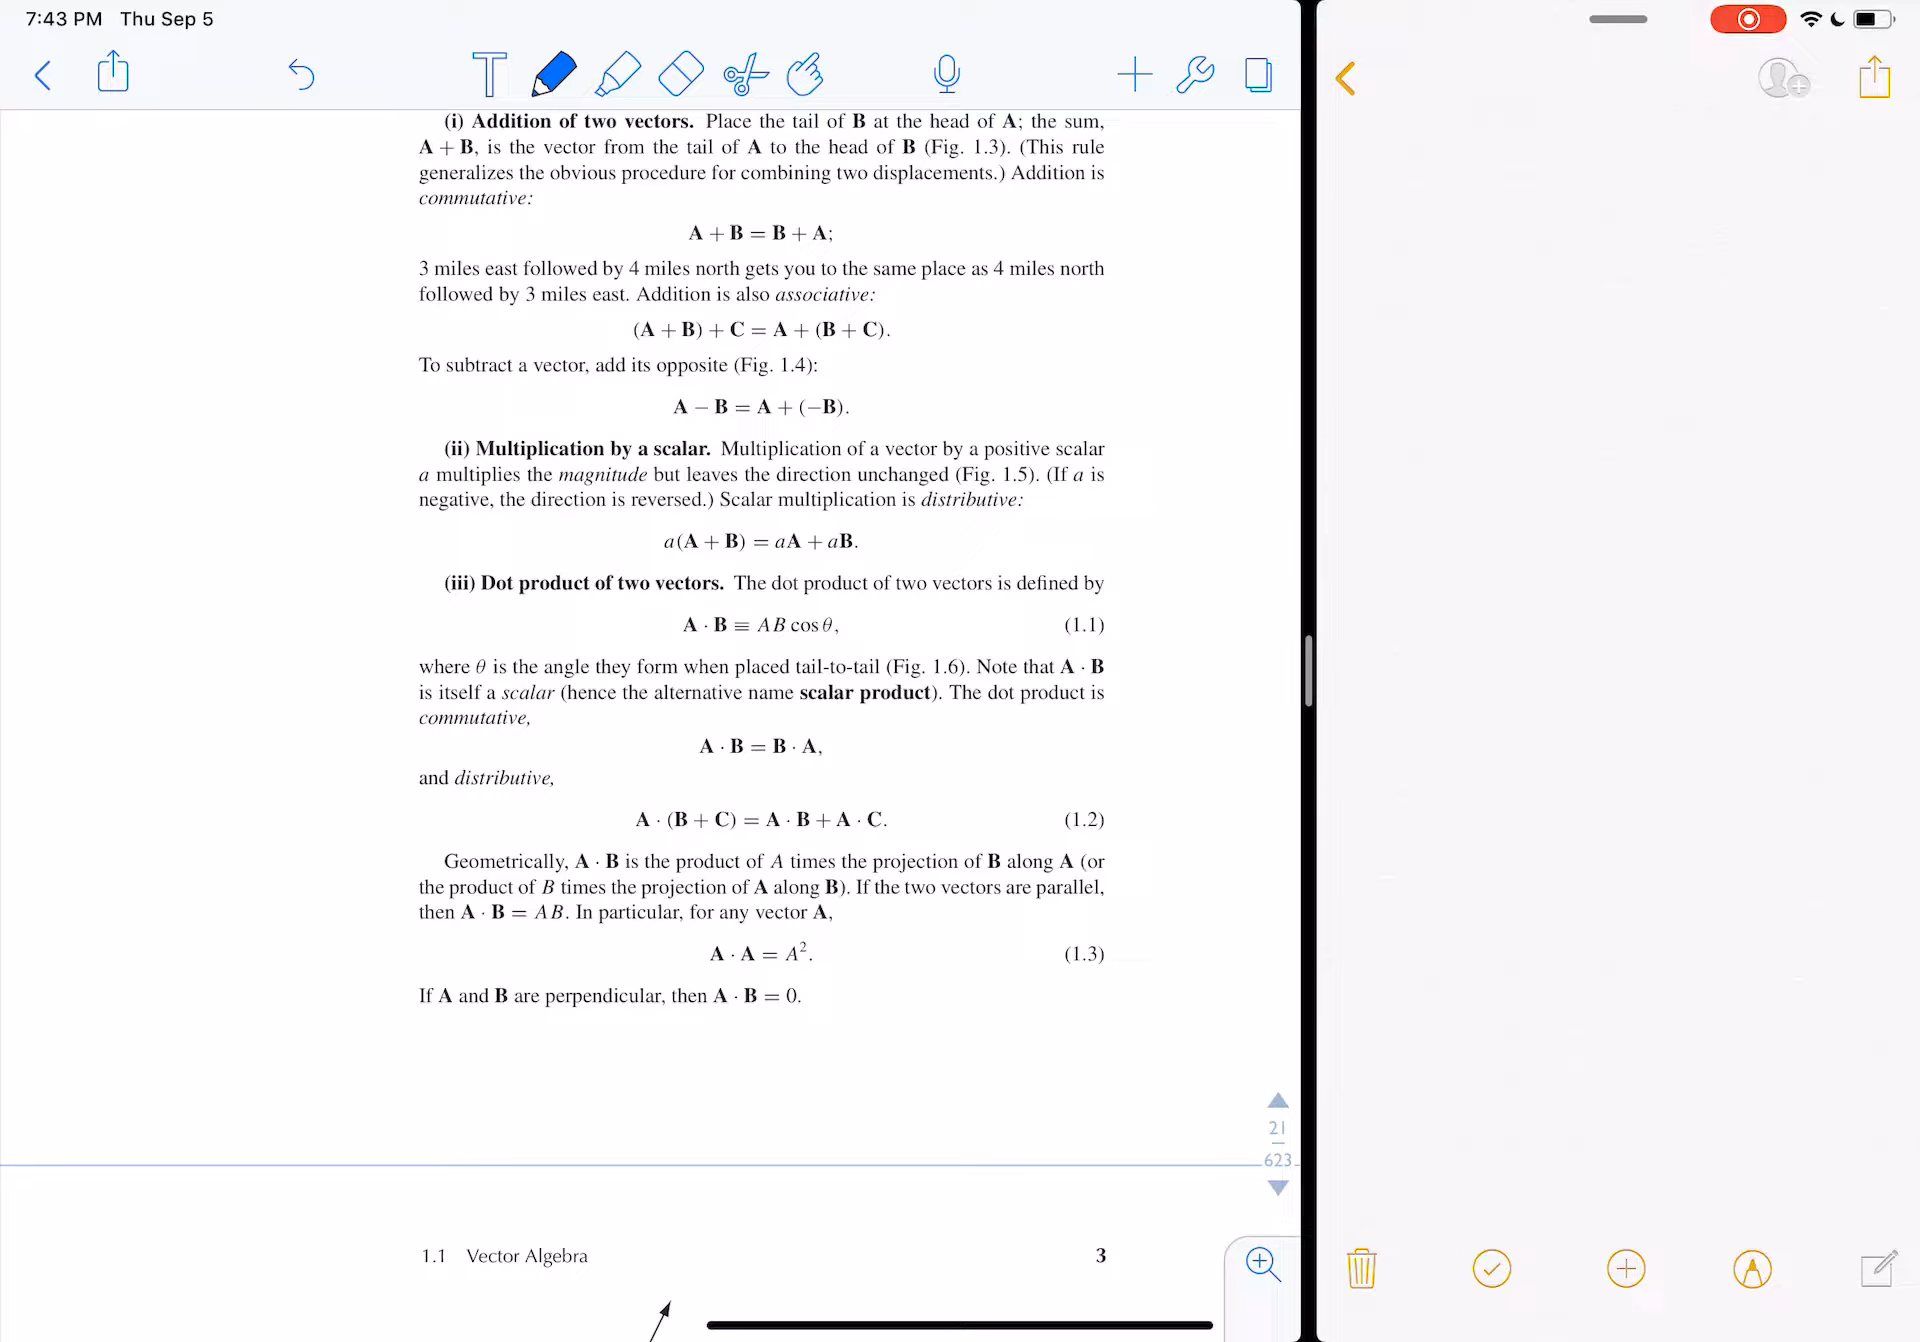 7:43 PM Thu Sep 5
(i) Addition of two vectors. Place the tail of B at the head of A; the sum,
A + B, is the vector from the tail of A to the head of B (Fig. 1.3). (This rule
generalizes the obvious procedure for combining two displacements.) Addition is
commutative:
A + B = B + A;
3 miles east followed by 4 miles north gets you to the same place as 4 miles north
followed by 3 miles east. Addition is also associative:
(A + B) + C = A + (B + C).
To subtract a vector, add its opposite (Fig. 1.4):
A − B = A + (−B).
(ii) Multiplication by a scalar. Multiplication of a vector by a positive scalar
a multiplies the magnitude but leaves the direction unchanged (Fig. 1.5). (If a is
negative, the direction is reversed.) Scalar multiplication is distributive:
a(A + B) = aA + aB.
(iii) Dot product of two vectors. The dot product of two vectors is defined by
A · B ≡ AB cos θ, (1.1)
where θ is the angle they form when placed tail-to-tail (Fig. 1.6). Note that A · B
is itself a scalar (hence the alternative name scalar product). The dot product is
commutative,
A · B = B · A,
and distributive,
A · (B + C) = A · B + A · C. (1.2)
Geometrically, A · B is the product of A times the projection of B along A (or
the product of B times the projection of A along B). If the two vectors are parallel,
then A · B = AB. In particular, for any vector A,
A · A = A². (1.3)
If A and B are perpendicular, then A · B = 0.
21
623
1.1 Vector Algebra 3